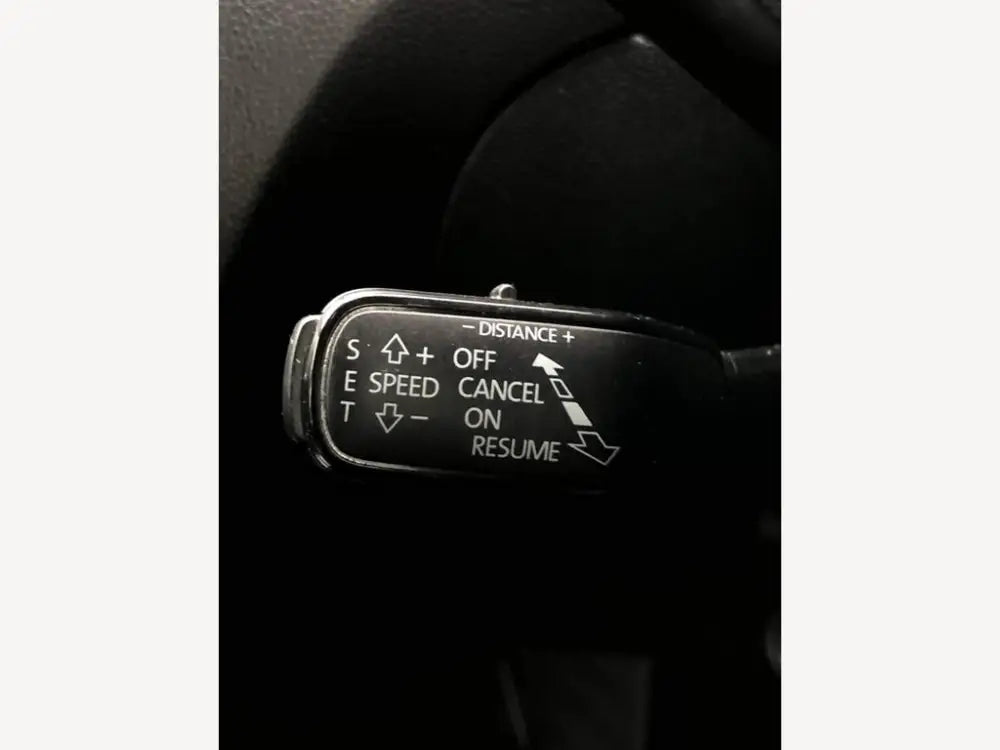 - DISTANCE +
S + OFF
E SPEED CANCEL
T - ON
RESUME